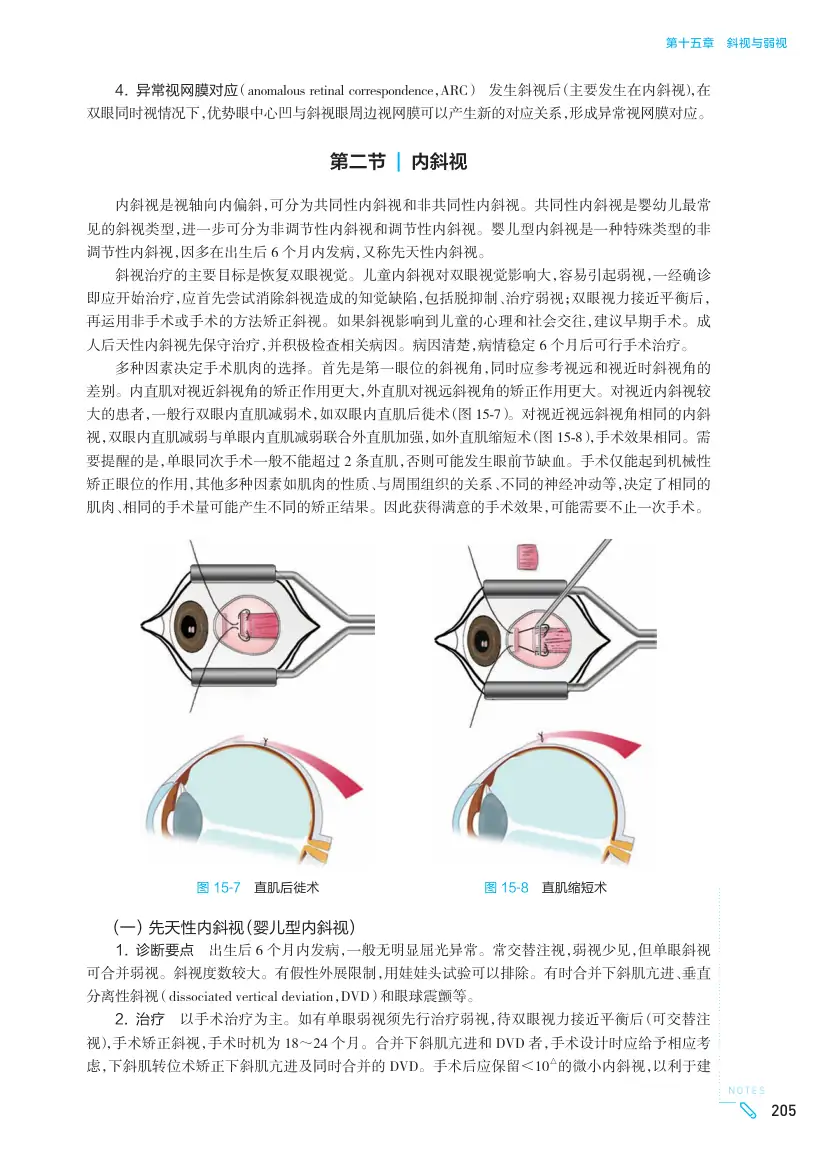 第十五章 斜视与弱视
4. 异常视网膜对应（anomalous retinal correspondence，ARC） 发生斜视后（主要发生在内斜视），在
双眼同时视情况下，优势眼中心凹与斜视眼周边视网膜可以产生新的对应关系，形成异常视网膜对应。
第二节 | 内斜视
内斜视是视轴向内偏斜，可分为共同性内斜视和非共同性内斜视。共同性内斜视是婴幼儿最常
见的斜视类型，进一步可分为非调节性内斜视和调节性内斜视。婴儿型内斜视是一种特殊类型的非
调节性内斜视，因多在出生后 6 个月内发病，又称先天性内斜视。
斜视治疗的主要目标是恢复双眼视觉。儿童内斜视对双眼视觉影响大，容易引起弱视，一经确诊
即应开始治疗，应首先尝试消除斜视造成的知觉缺陷，包括脱抑制、治疗弱视；双眼视力接近平衡后，
再运用非手术或手术的方法矫正斜视。如果斜视影响到儿童的心理和社会交往，建议早期手术。成
人后天性内斜视先保守治疗，并积极检查相关病因。病因清楚，病情稳定 6 个月后可行手术治疗。
多种因素决定手术肌肉的选择。首先是第一眼位的斜视角，同时应参考视远和视近时斜视角的
差别。内直肌对视近斜视角的矫正作用更大，外直肌对视远斜视角的矫正作用更大。对视近内斜视较
大的患者，一般行双眼内直肌减弱术，如双眼内直肌后徙术（图 15-7）。对视近视远斜视角相同的内斜
视，双眼内直肌减弱与单眼内直肌减弱联合外直肌加强，如外直肌缩短术（图 15-8），手术效果相同。需
要提醒的是，单眼同次手术一般不能超过 2 条直肌，否则可能发生眼前节缺血。手术仅能起到机械性
矫正眼位的作用，其他多种因素如肌肉的性质、与周围组织的关系、不同的神经冲动等，决定了相同的
肌肉、相同的手术量可能产生不同的矫正结果。因此获得满意的手术效果，可能需要不止一次手术。
图 15-7 直肌后徙术
图 15-8 直肌缩短术
（一）先天性内斜视（婴儿型内斜视）
1. 诊断要点 出生后 6 个月内发病，一般无明显屈光异常。常交替注视，弱视少见，但单眼斜视
可合并弱视。斜视度数较大。有假性外展限制，用娃娃头试验可以排除。有时合并下斜肌亢进、垂直
分离性斜视（dissociated vertical deviation，DVD）和眼球震颤等。
2. 治疗 以手术治疗为主。如有单眼弱视须先行治疗弱视，待双眼视力接近平衡后（可交替注
视），手术矫正斜视，手术时机为 18～24 个月。合并下斜肌亢进和 DVD 者，手术设计时应给予相应考
虑，下斜肌转位术矫正下斜肌亢进及同时合并的 DVD。手术后应保留＜10△的微小内斜视，以利于建
NOTES
205